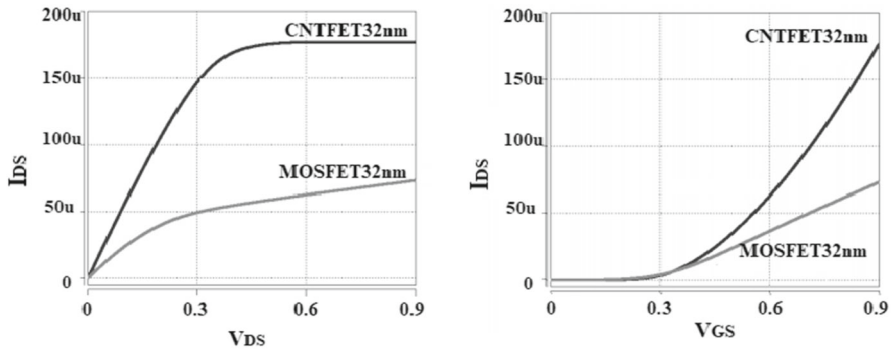 200u
CNTFET32nm
150u
100u
MOSFET32nm
50u
0
0 0.3 0.6 0.9
IDS
VDS
200u
CNTFET32nm
150u
100u
50u
MOSFET32nm
0
0 0.3 0.6 0.9
IDS
VGS